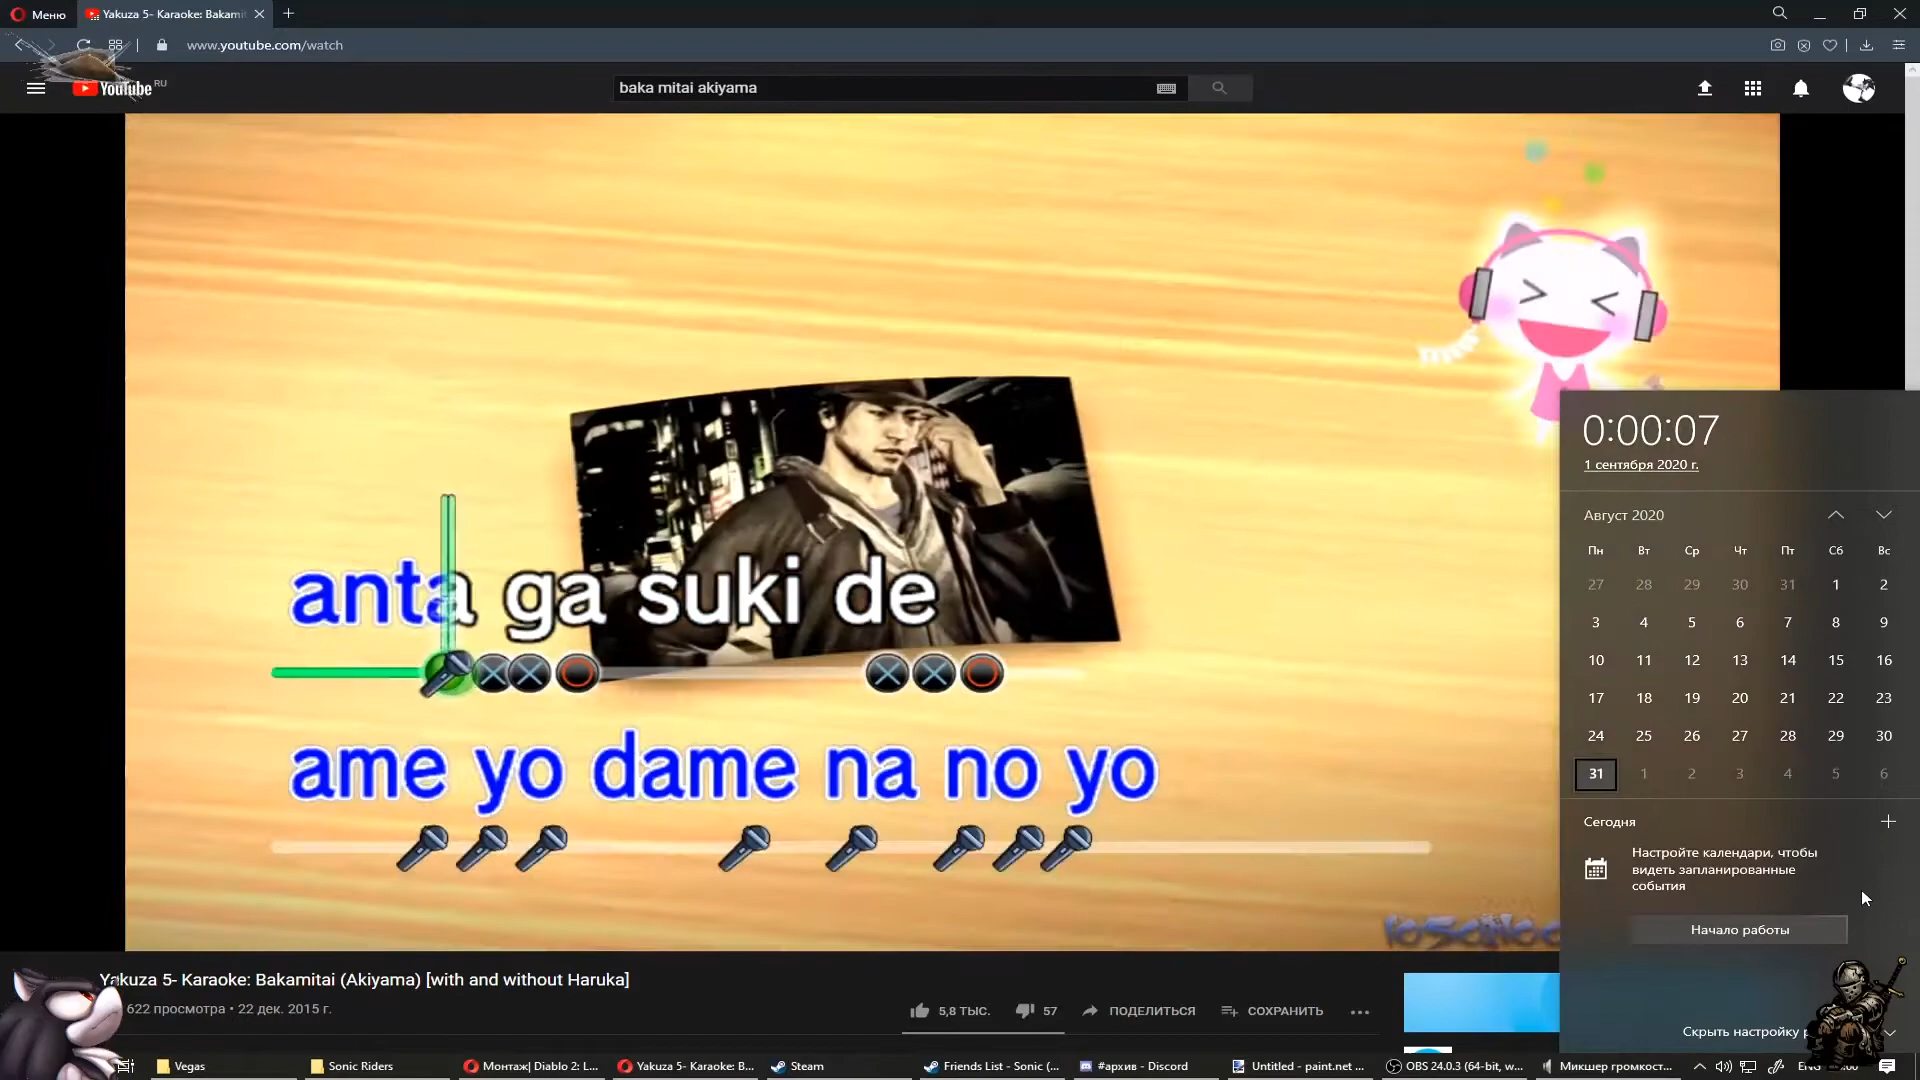 Меню
Yakuza 5- Karaoke: Bakamit
www.youtube.com/watch
YouTube RU
baka mitai akiyama
anta ga suki de
ame yo dame na no yo
0:00:07
1 сентября 2020 г.
Август 2020
Пн Вт Ср Чт Пт Сб Вс
27 28 29 30 31 1 2
3 4 5 6 7 8 9
10 11 12 13 14 15 16
17 18 19 20 21 22 23
24 25 26 27 28 29 30
31 1 2 3 4 5 6
Сегодня
Настройте календари, чтобы
видеть запланированные
события
Начало работы
Скрыть настройку
Yakuza 5- Karaoke: Bakamitai (Akiyama) [with and without Haruka]
622 просмотра • 22 дек. 2015 г.
5,8 ТЫС.
57
ПОДЕЛИТЬСЯ
СОХРАНИТЬ
Vegas
Sonic Riders
Монтаж| Diablo 2: L...
Yakuza 5- Karaoke: B...
Steam
Friends List - Sonic (...
#архив - Discord
Untitled - paint.net ...
OBS 24.0.3 (64-bit, w...
Микшер громкост...